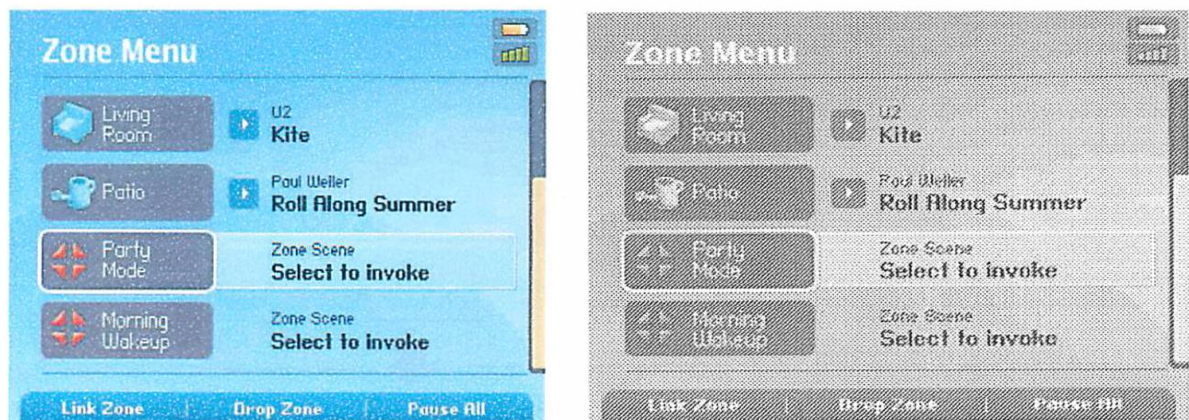 Zone Menu
Living
Room
U2
Kite
Patio
Paul Weller
Roll Along Summer
Party
Mode
Zone Scene
Select to invoke
Morning
Wakeup
Zone Scene
Select to invoke
Link Zone
Drop Zone
Pause All
Zone Menu
Living
Room
U2
Kite
Patio
Paul Weller
Roll Along Summer
Party
Mode
Zone Scene
Select to invoke
Morning
Wakeup
Zone Scene
Select to invoke
Link Zone
Drop Zone
Pause All